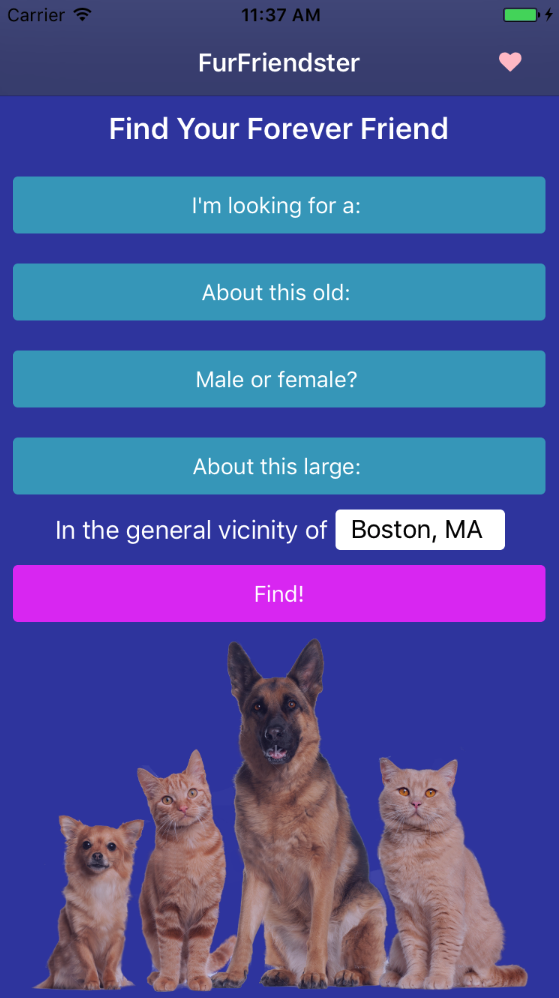 Carrier 11:37 AM
FurFriendster
Find Your Forever Friend
I'm looking for a:
About this old:
Male or female?
About this large:
In the general vicinity of Boston, MA
Find!